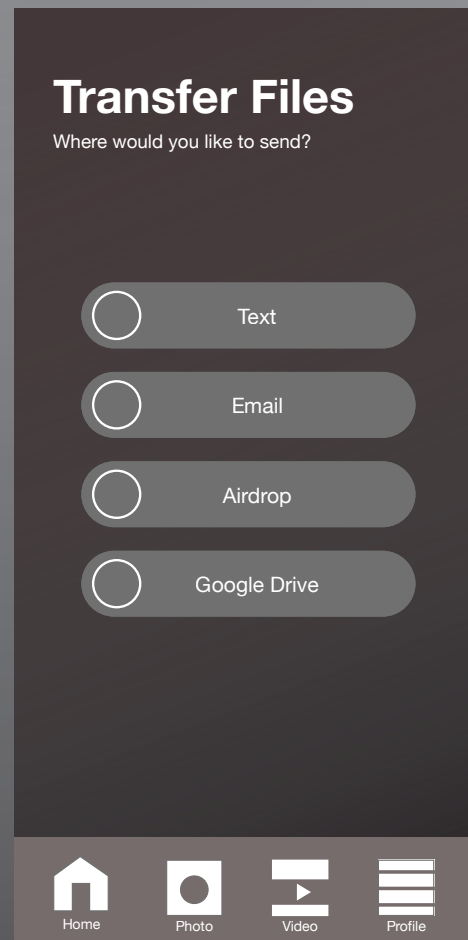 Transfer Files
Where would you like to send?
Text
Email
Airdrop
Google Drive
Home
Photo
Video
Profile